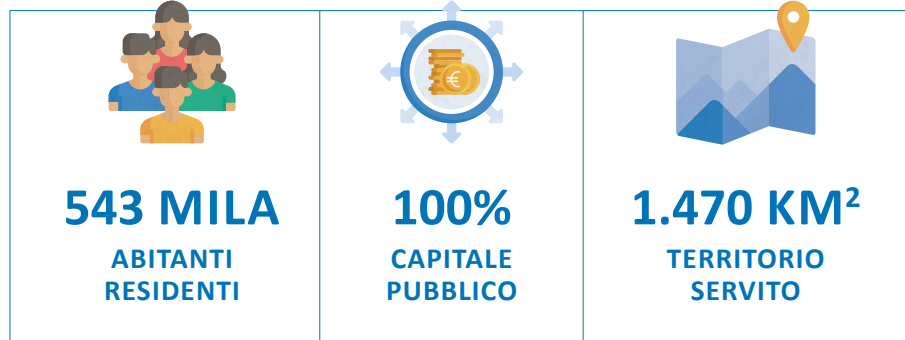 €
543 MILA
ABITANTI
RESIDENTI
100%
CAPITALE
PUBBLICO
1.470 KM²
TERRITORIO
SERVITO